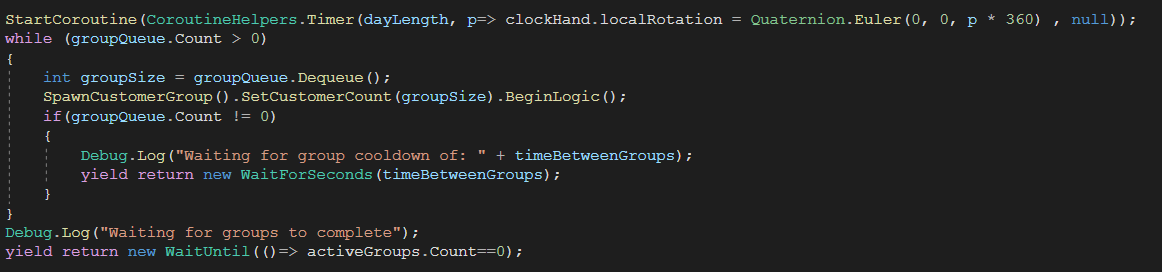 StartCoroutine(CoroutineHelpers.Timer(dayLength, p=> clockHand.localRotation = Quaternion.Euler(0, 0, p * 360) , null));
while (groupQueue.Count > 0)
{
    int groupSize = groupQueue.Dequeue();
    SpawnCustomerGroup().SetCustomerCount(groupSize).BeginLogic();
    if(groupQueue.Count != 0)
    {
        Debug.Log("Waiting for group cooldown of: " + timeBetweenGroups);
        yield return new WaitForSeconds(timeBetweenGroups);
    }
}
Debug.Log("Waiting for groups to complete");
yield return new WaitUntil(()=> activeGroups.Count==0);